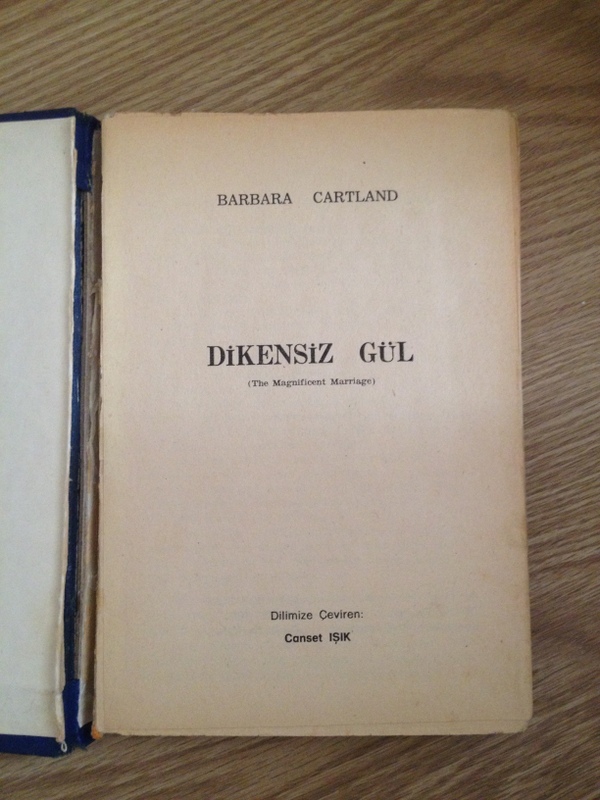 BARBARA CARTLAND
DİKENSİZ GÜL
(The Magnificent Marriage)
Dilimize Çeviren:
Canset IŞIK